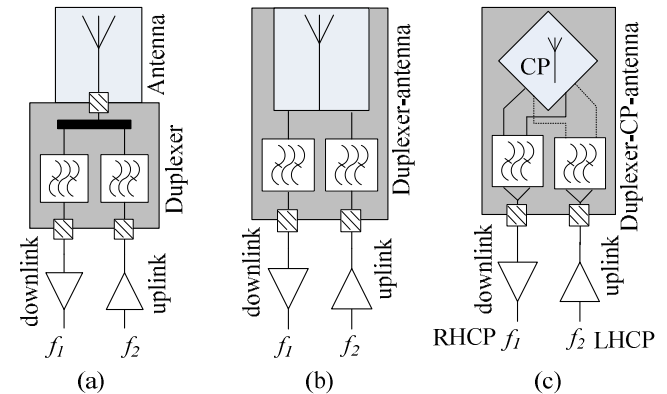 Antenna
Duplexer
downlink
uplink
f1
f2
(a)
Duplexer-antenna
downlink
uplink
f1
f2
(b)
CP
Duplexer-CP-antenna
downlink
uplink
RHCP f1
f2 LHCP
(c)